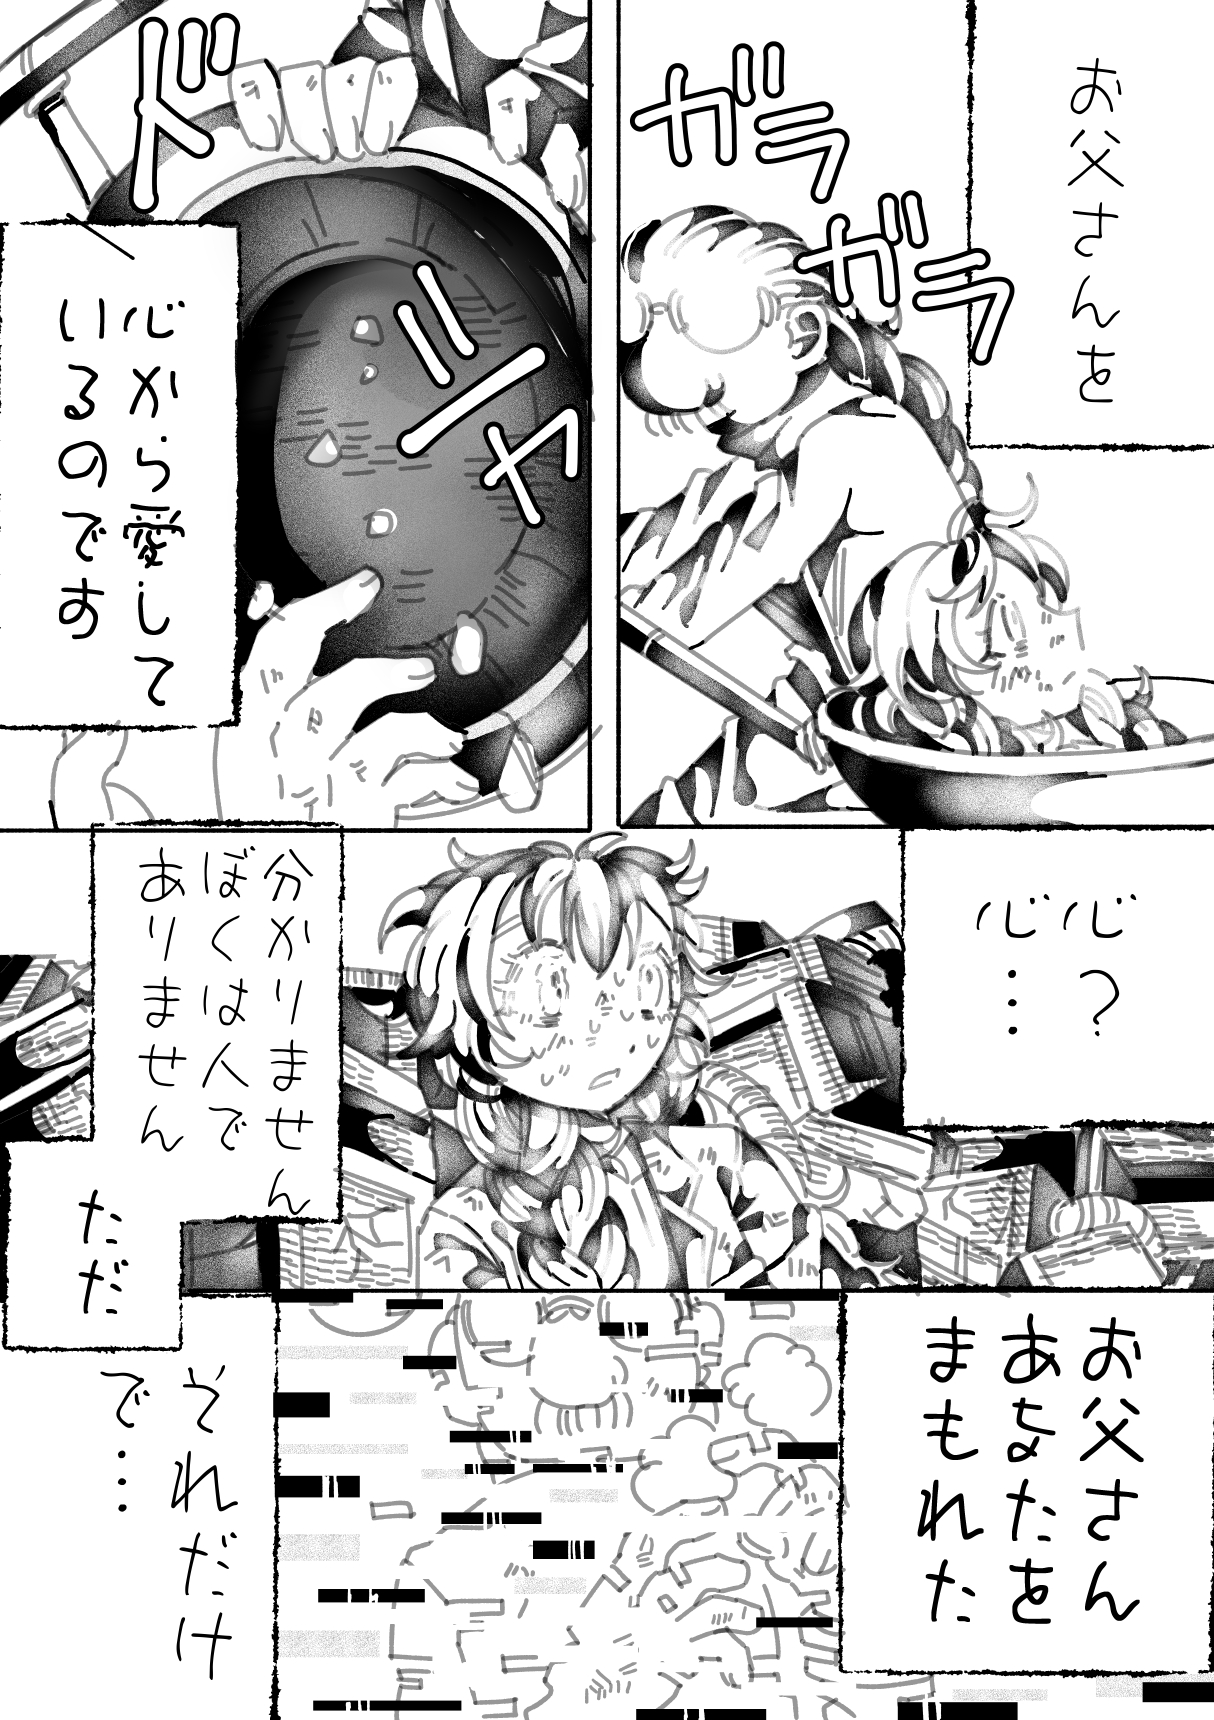 お父さんを
ガラ
ガラ
ドジャ
心から愛して
いるのです
心?
心…
分かりません
ぼくは人で
ありません
ただ
お父さん
あなたを
まもれた
それだけ
で…